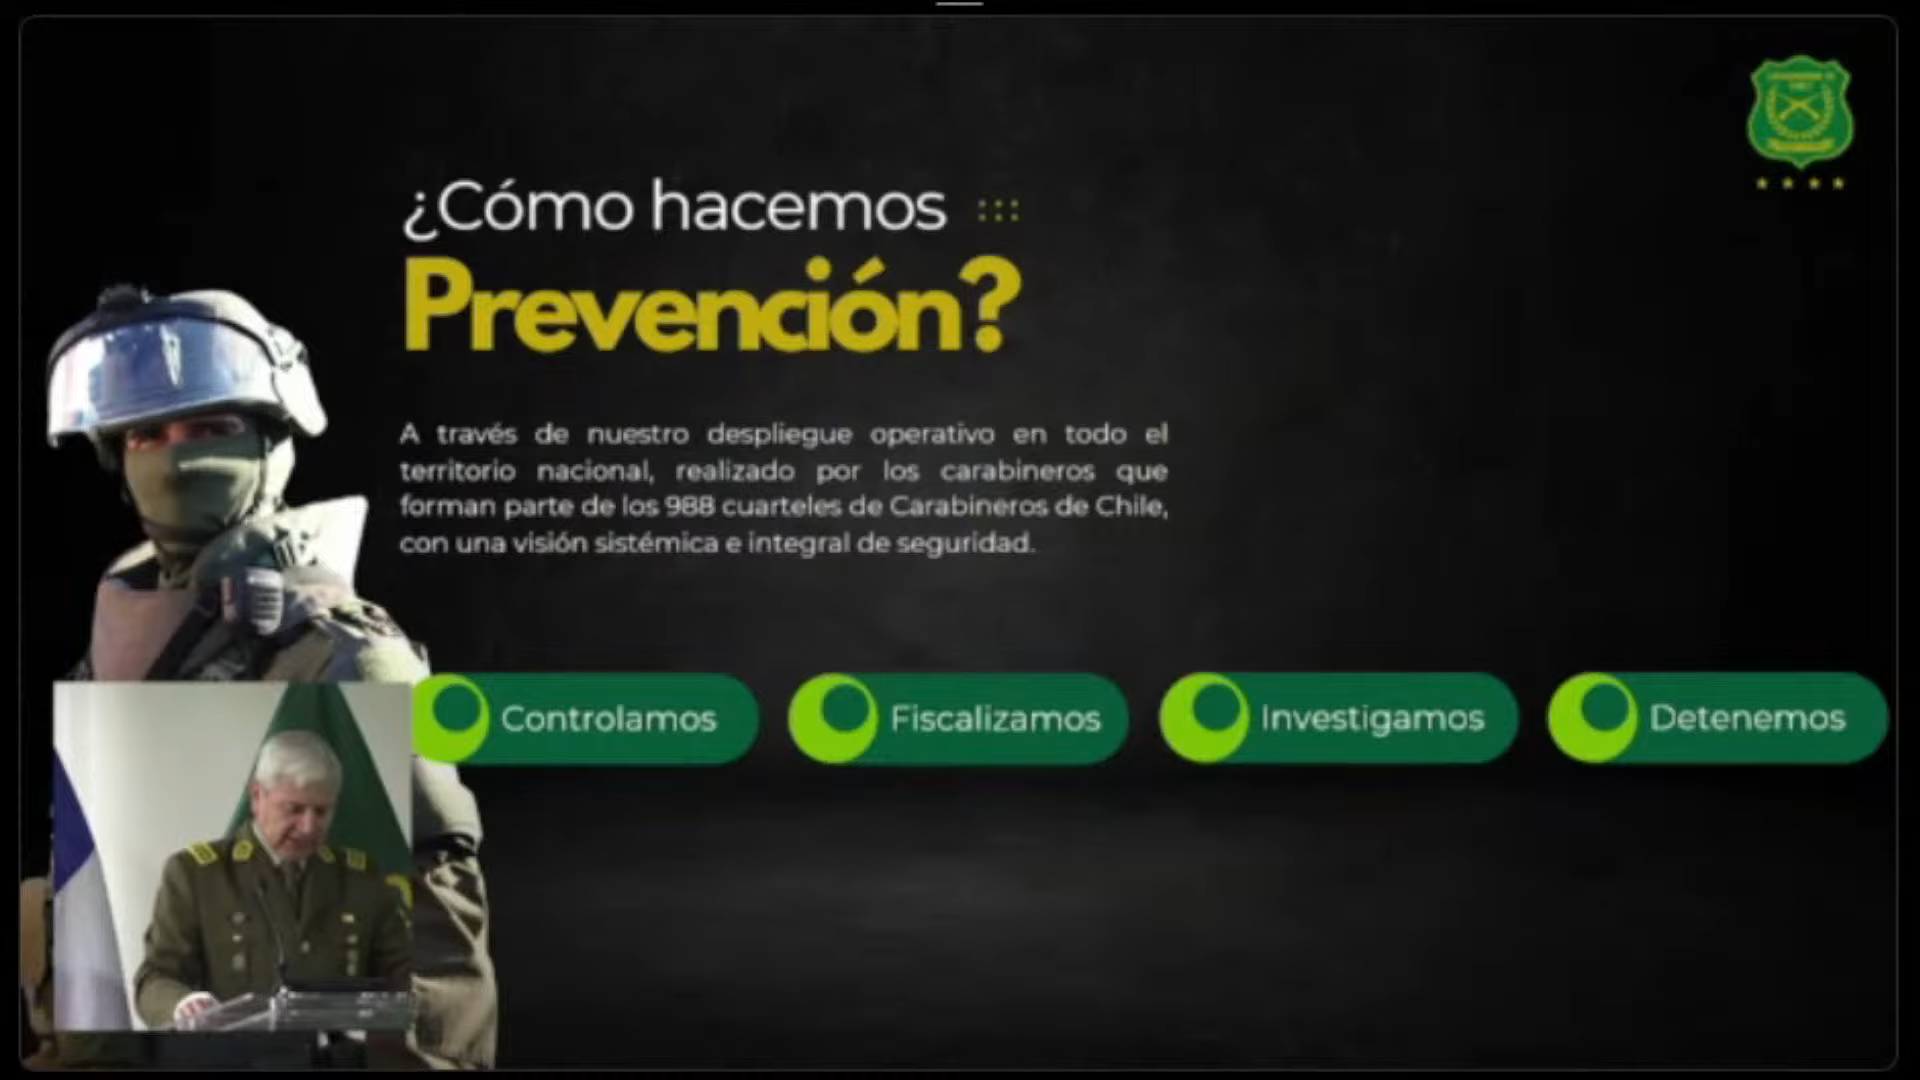 ¿Cómo hacemos
Prevención?
A través de nuestro despliegue operativo en todo el
territorio nacional, realizado por los carabineros que
forman parte de los 988 cuarteles de Carabineros de Chile,
con una visión sistémica e integral de seguridad.
Controlamos
Fiscalizamos
Investigamos
Detenemos